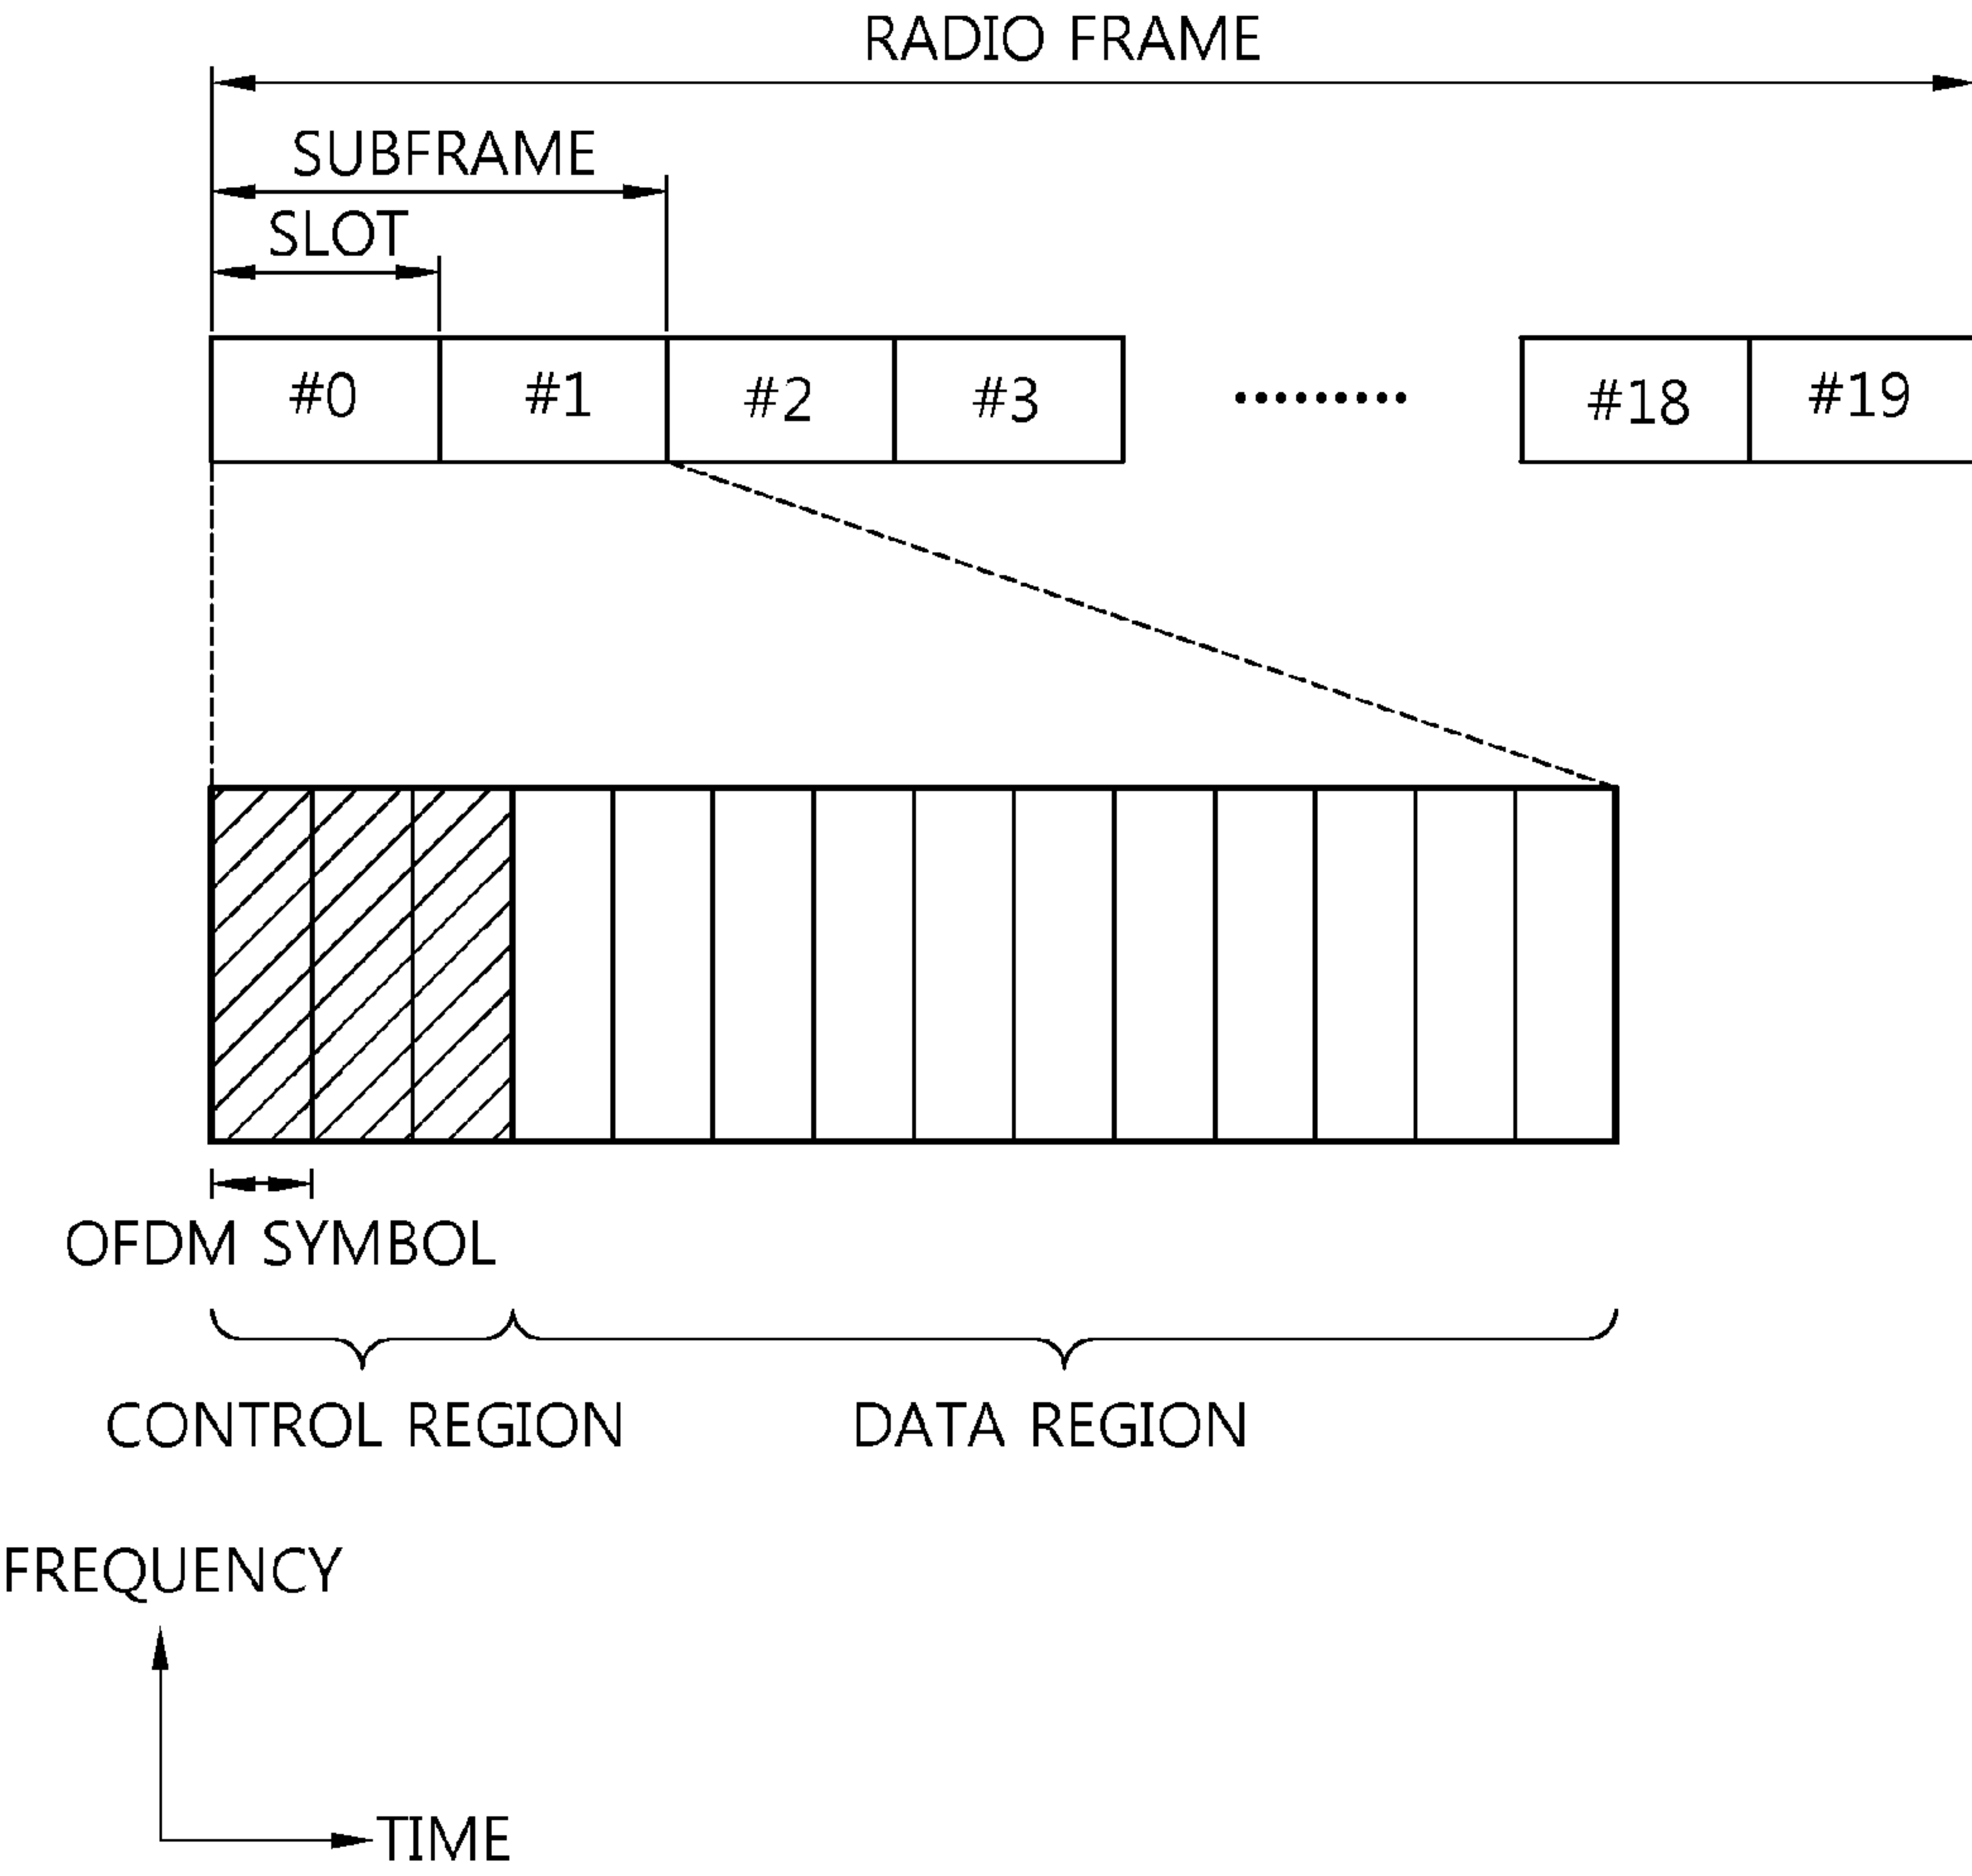 RADIO FRAME
SUBFRAME
SLOT
#0 #1 #2 #3 ......... #18 #19
OFDM SYMBOL
CONTROL REGION DATA REGION
FREQUENCY
TIME